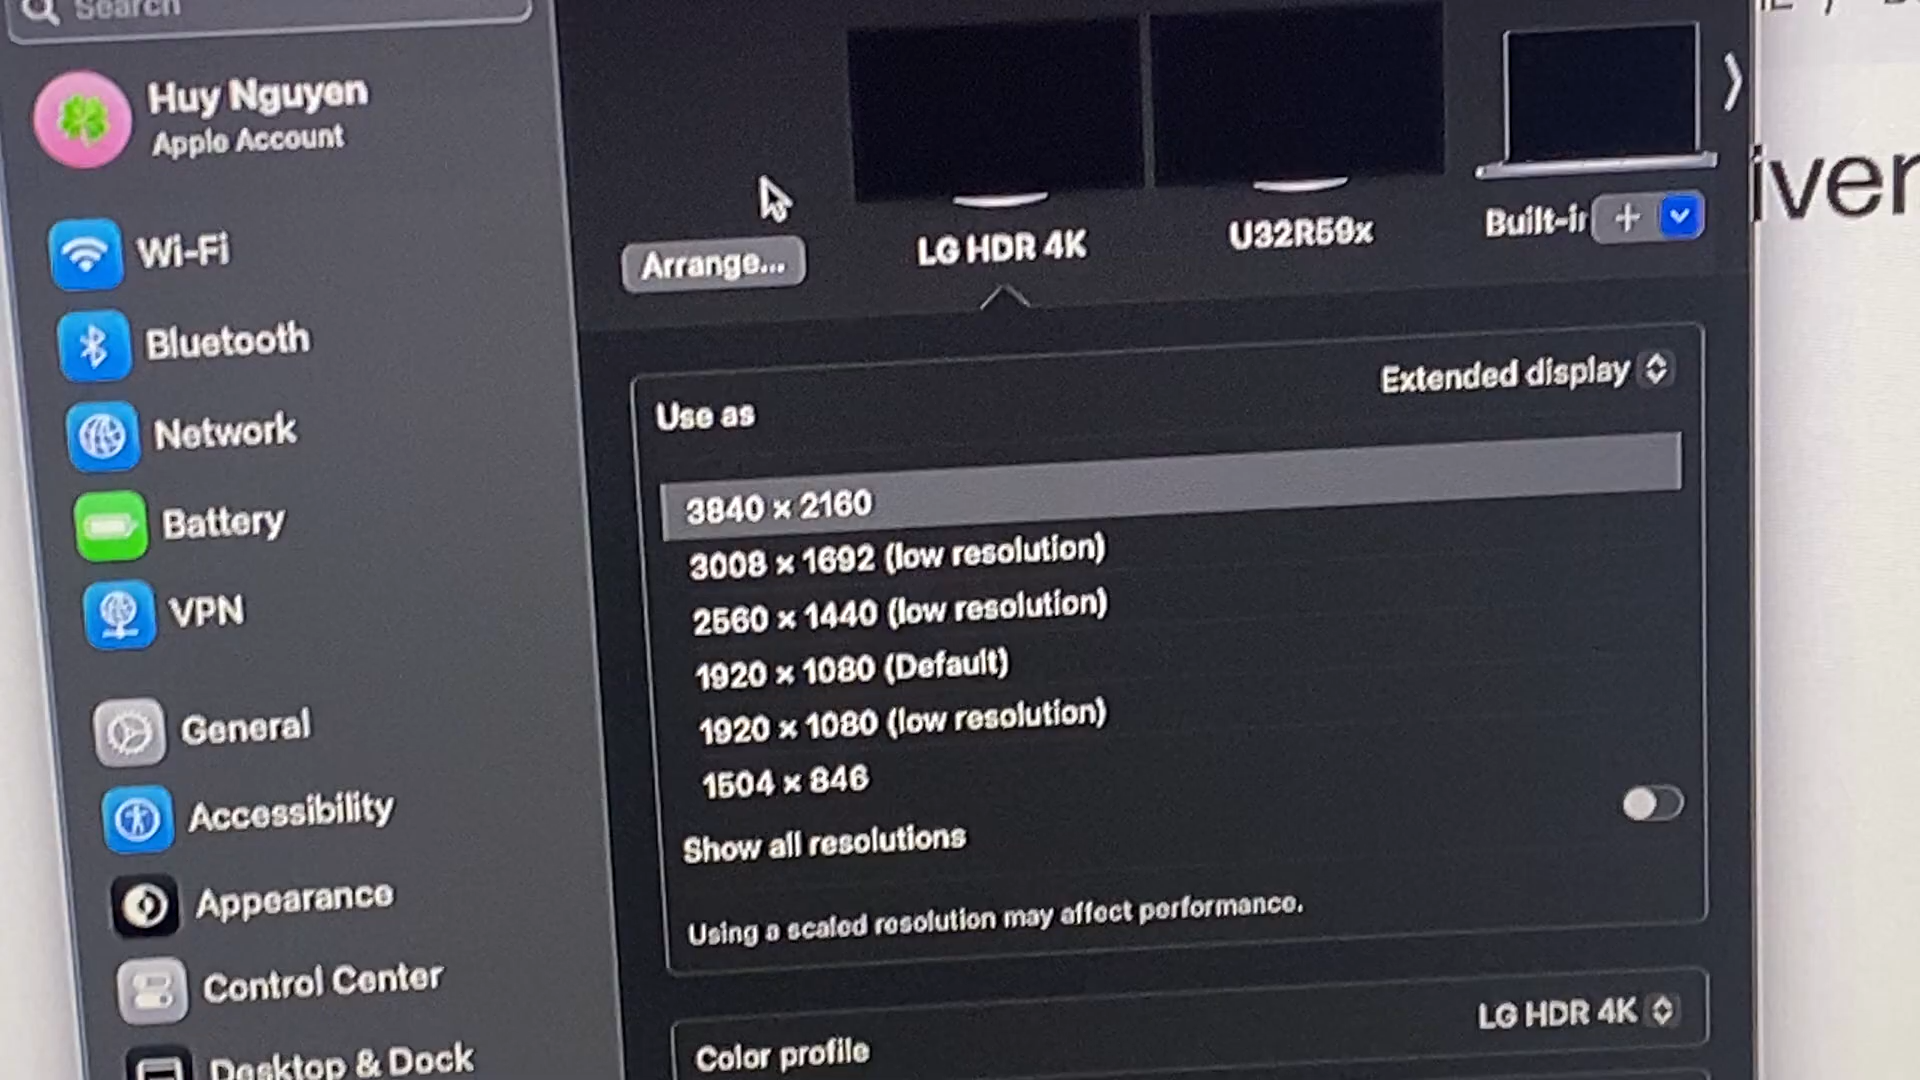 Search
Huy Nguyen
Apple Account
Wi-Fi
Bluetooth
Network
Battery
VPN
General
Accessibility
Appearance
Control Center
Desktop & Dock
Arrange...
LG HDR 4K
U32R59x
Built-in
Use as
Extended display
3840 × 2160
3008 × 1692 (low resolution)
2560 × 1440 (low resolution)
1920 × 1080 (Default)
1920 × 1080 (low resolution)
1504 × 846
Show all resolutions
Using a scaled resolution may affect performance.
Color profile
LG HDR 4K
iver